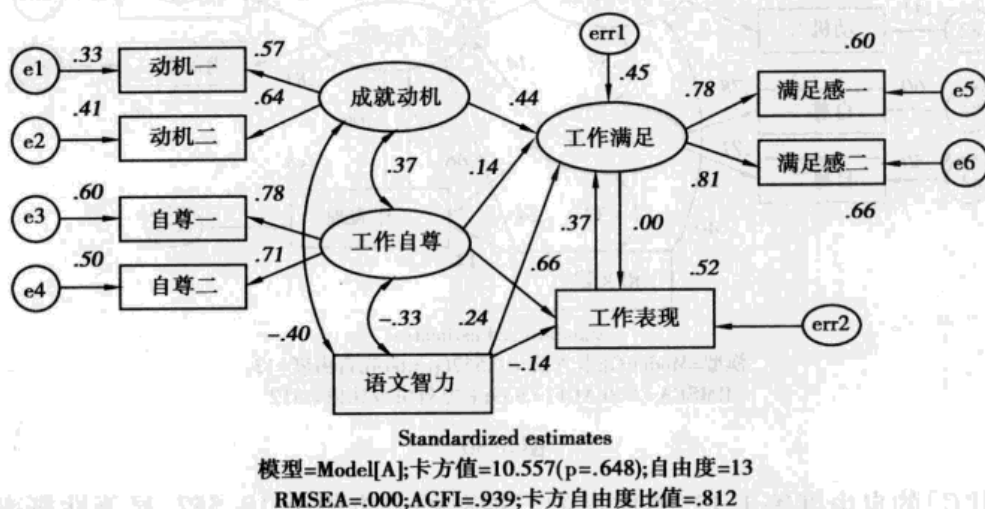 err1
.33
.57
.45
.60
e1
动机一
成就动机
.44
.78
满足感一
e5
.41
.64
工作满足
e2
动机二
.37
.14
满足感二
e6
.60
.78
.81
e3
自尊一
工作自尊
.37
.00
.66
.50
.71
.66
.52
e4
自尊二
工作表现
err2
-.40
-.33
.24
-.14
语文智力
Standardized estimates
模型=Model[A];卡方值=10.557(p=.648);自由度=13
RMSEA=.000;AGFI=.939;卡方自由度比值=.812